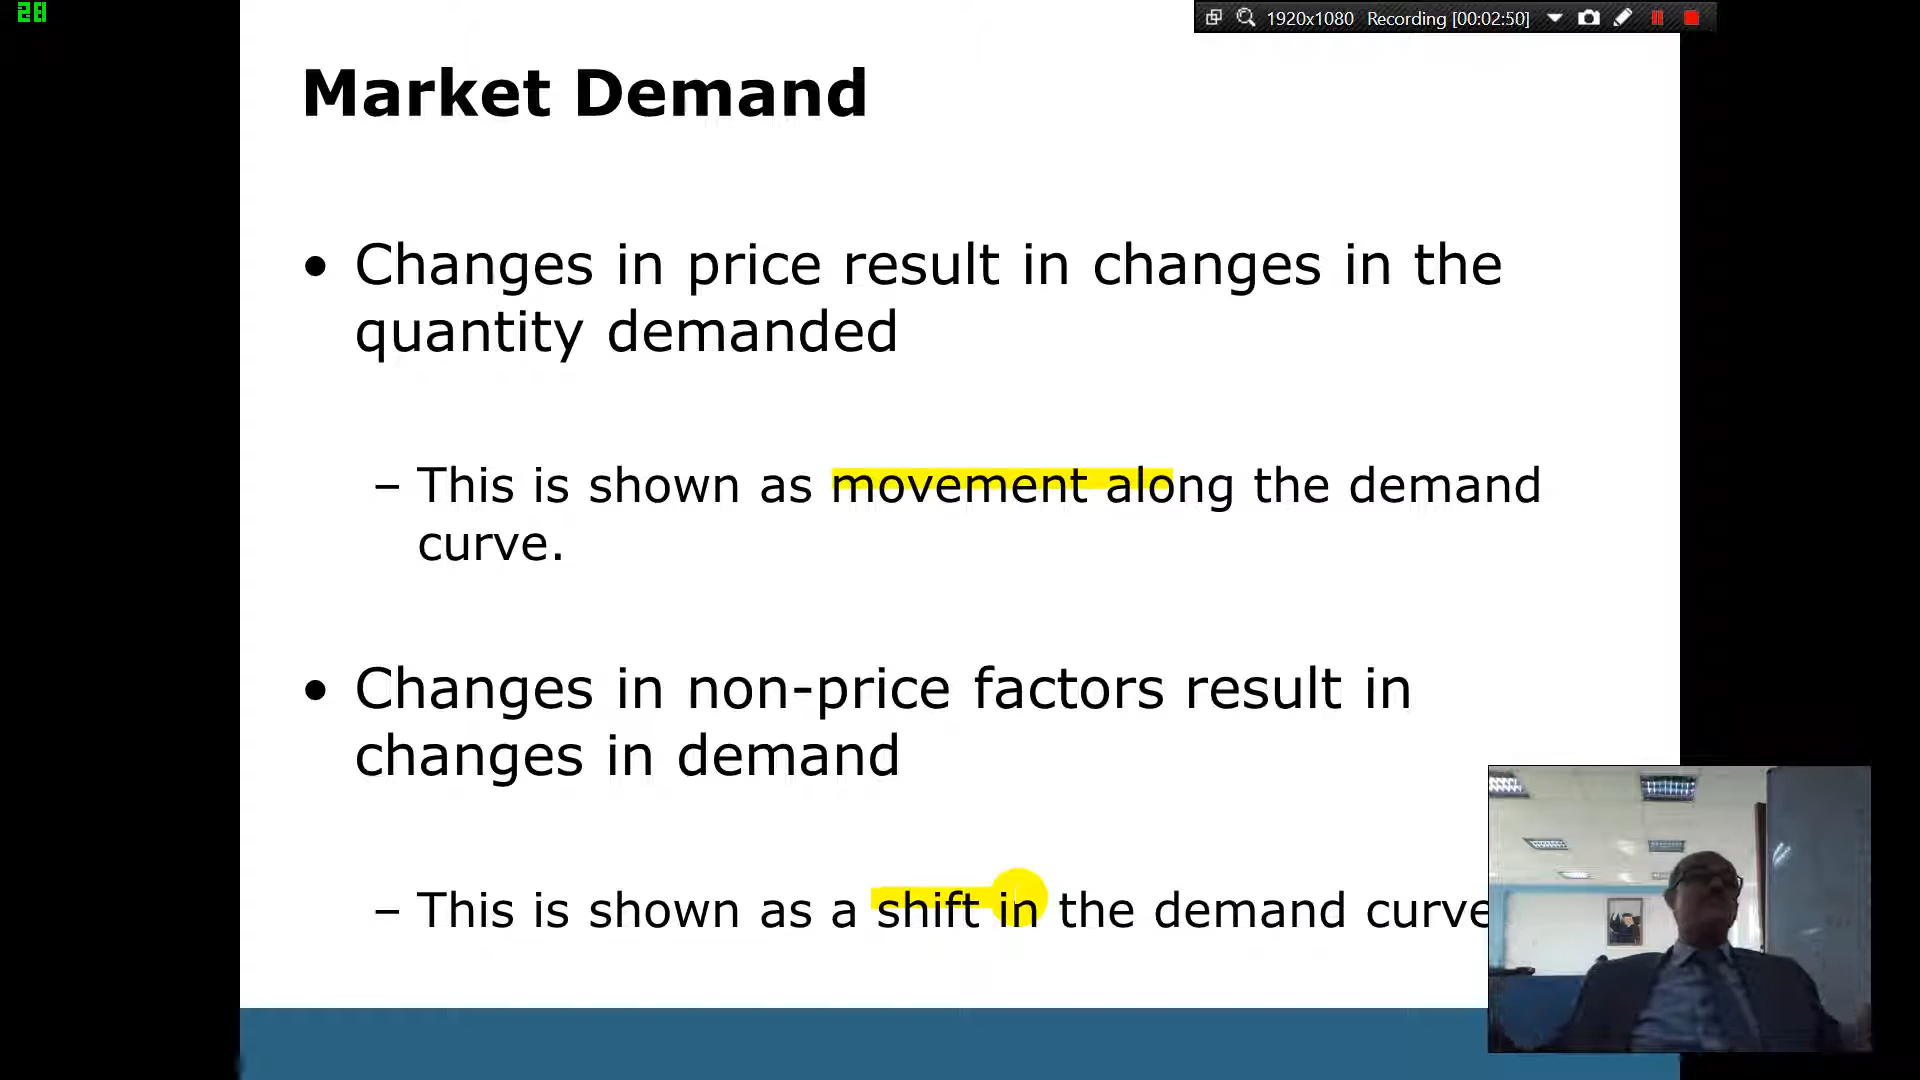 28
1920x1080 Recording [00:02:50]
Market Demand
• Changes in price result in changes in the
quantity demanded
– This is shown as movement along the demand
curve.
• Changes in non-price factors result in
changes in demand
– This is shown as a shift in the demand curve